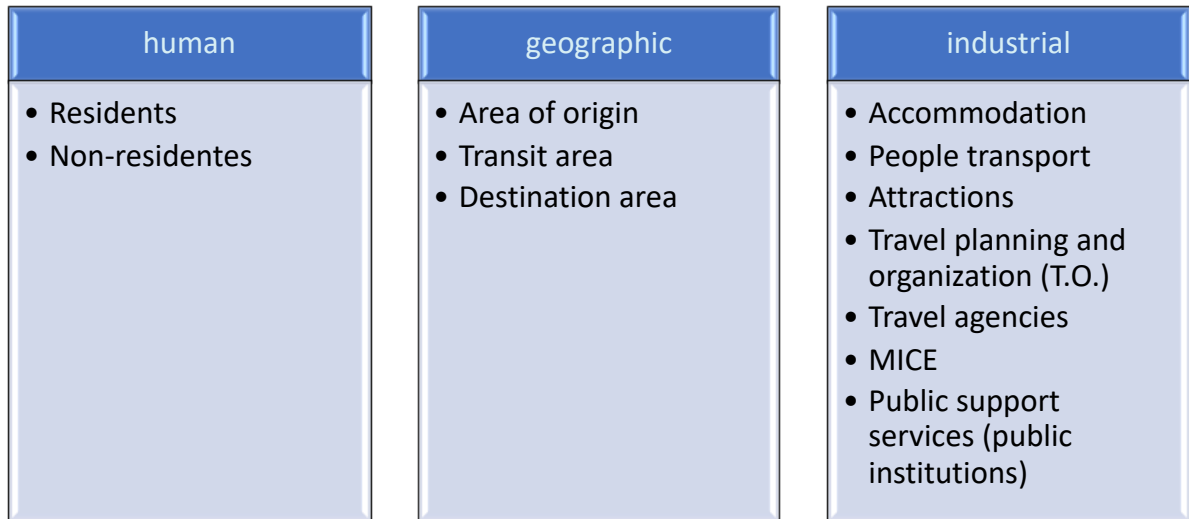 human
• Residents
• Non-residentes
geographic
• Area of origin
• Transit area
• Destination area
industrial
• Accommodation
• People transport
• Attractions
• Travel planning and
organization (T.O.)
• Travel agencies
• MICE
• Public support
services (public
institutions)